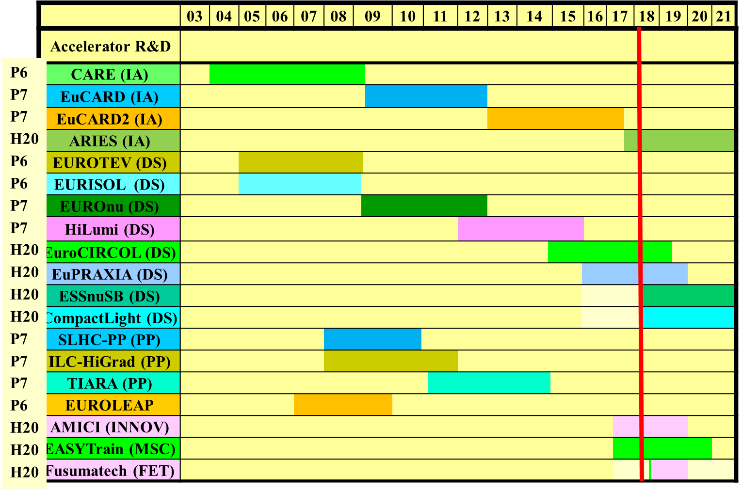 03 04 05 06 07 08 09 10 11 12 13 14 15 16 17 18 19 20 21
Accelerator R&D
P6 CARE (IA)
P7 EuCARD (IA)
P7 EuCARD2 (IA)
H20 ARIES (IA)
P6 EUROTEV (DS)
P6 EURISOL (DS)
P7 EUROnu (DS)
P7 HiLumi (DS)
H20 EuroCIRCOL (DS)
H20 EuPRAXIA (DS)
H20 ESSnuSB (DS)
H20 CompactLight (DS)
P7 SLHC-PP (PP)
P7 ILC-HiGrad (PP)
P7 TIARA (PP)
P6 EUROLEAP
H20 AMICI (INNOV)
H20 EASYTrain (MSC)
H20 Fusumatech (FET)